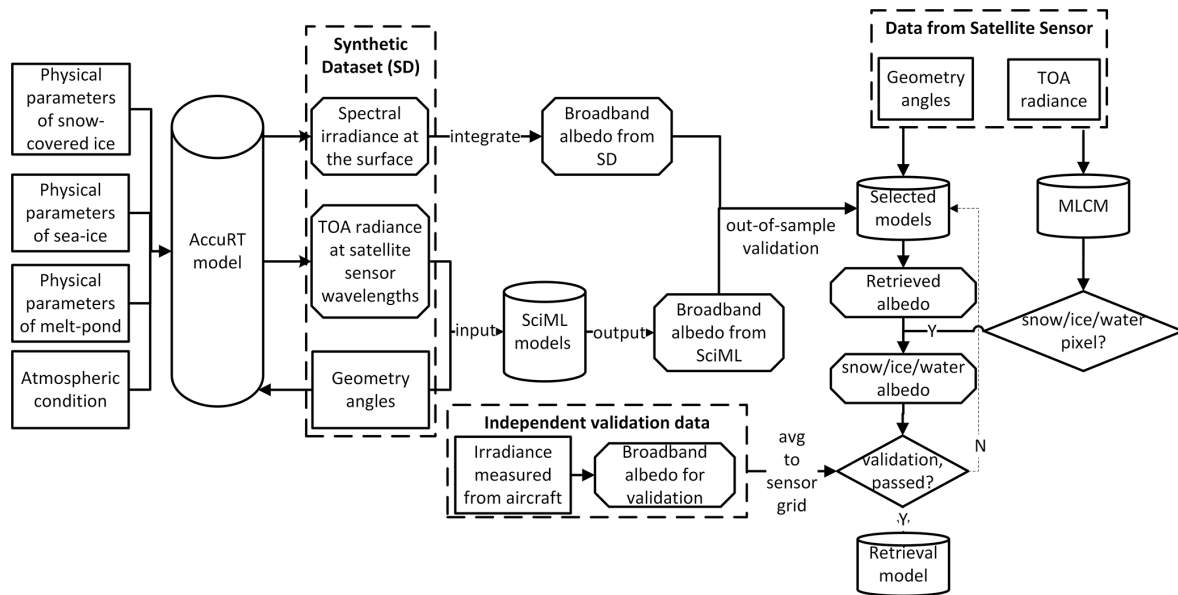 Physical
parameters
of snow-
covered ice
Physical
parameters
of sea-ice
Physical
parameters
of melt-pond
Atmospheric
condition
AccuRT
model
Synthetic
Dataset (SD)
Spectral
irradiance at
the surface
TOA radiance
at satellite
sensor
wavelengths
Geometry
angles
integrate
Broadband
albedo from
SD
input
SciML
models
output
Broadband
albedo from
SciML
out-of-sample
validation
Data from Satellite Sensor
Geometry
angles
TOA
radiance
Selected
models
MLCM
Retrieved
albedo
snow/ice/water
pixel?
Y
snow/ice/water
albedo
Independent validation data
Irradiance
measured
from aircraft
Broadband
albedo for
validation
avg
to
sensor
grid
validation,
passed?
N
Y
Retrieval
model